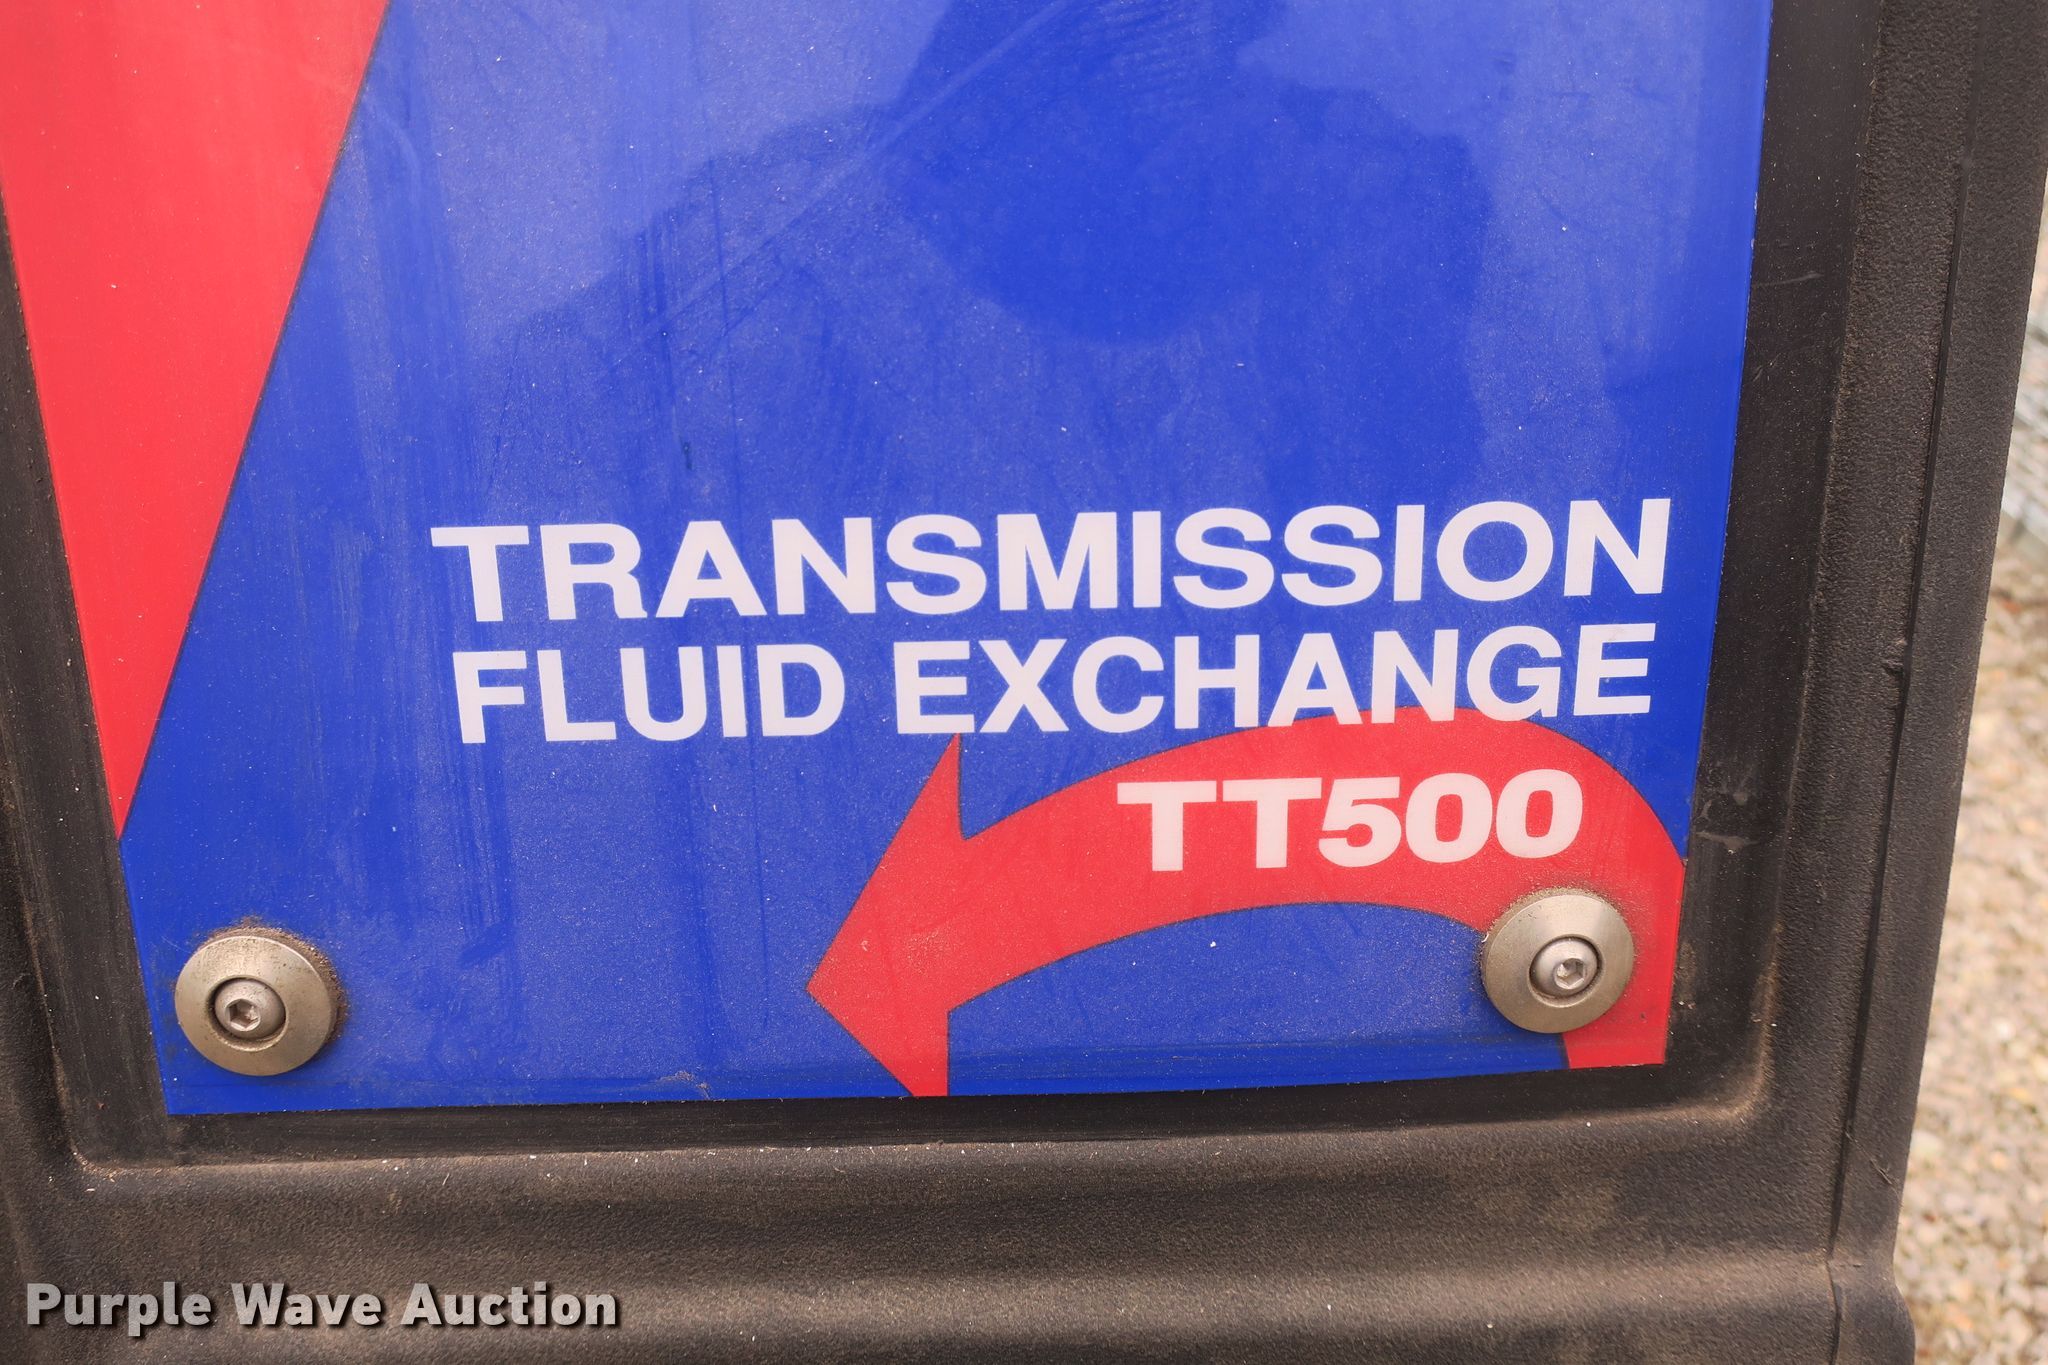 TRANSMISSION
FLUID EXCHANGE
TT500
Purple Wave Auction